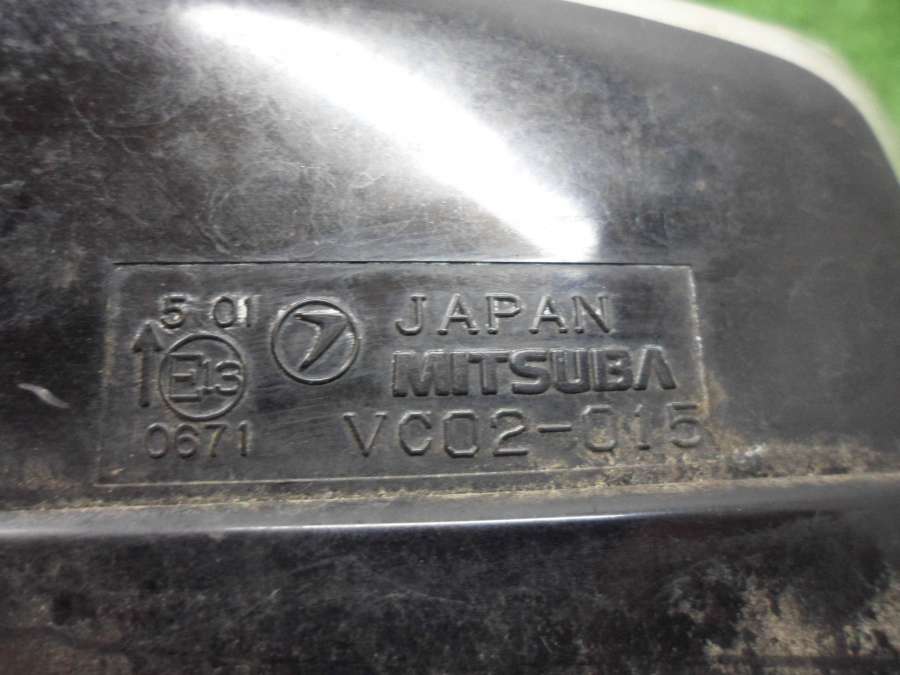 5 01
E13
0671
JAPAN
MITSUBA
VC02-015